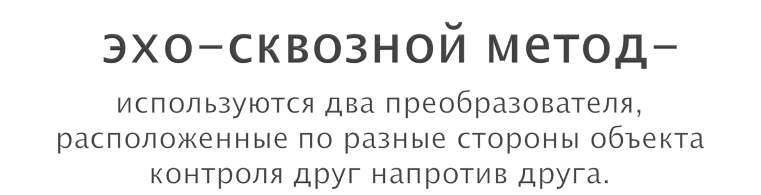 эхо-сквозной метод-
используются два преобразователя,
расположенные по разные стороны объекта
контроля друг напротив друга.